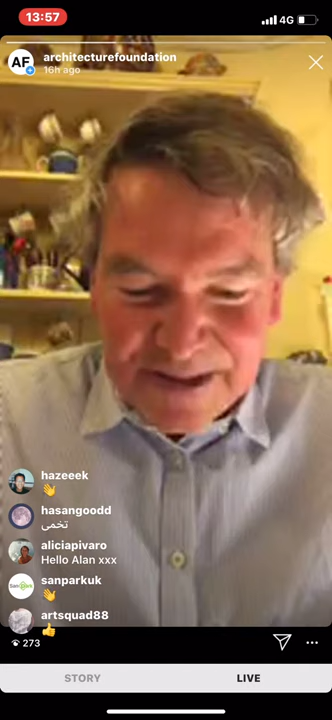 13:57
4G
AF
architecturefoundation
16h ago
hazeeek
👋
hasangoodd
تخمی
aliciapivaro
Hello Alan xxx
SanPark
sanparkuk
👋
artsquad88
👍
273
STORY
LIVE